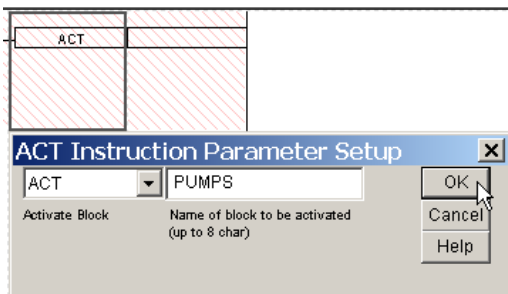 ACT
ACT Instruction Parameter Setup
ACT PUMPS OK
Activate Block Name of block to be activated Cancel
(up to 8 char)
Help